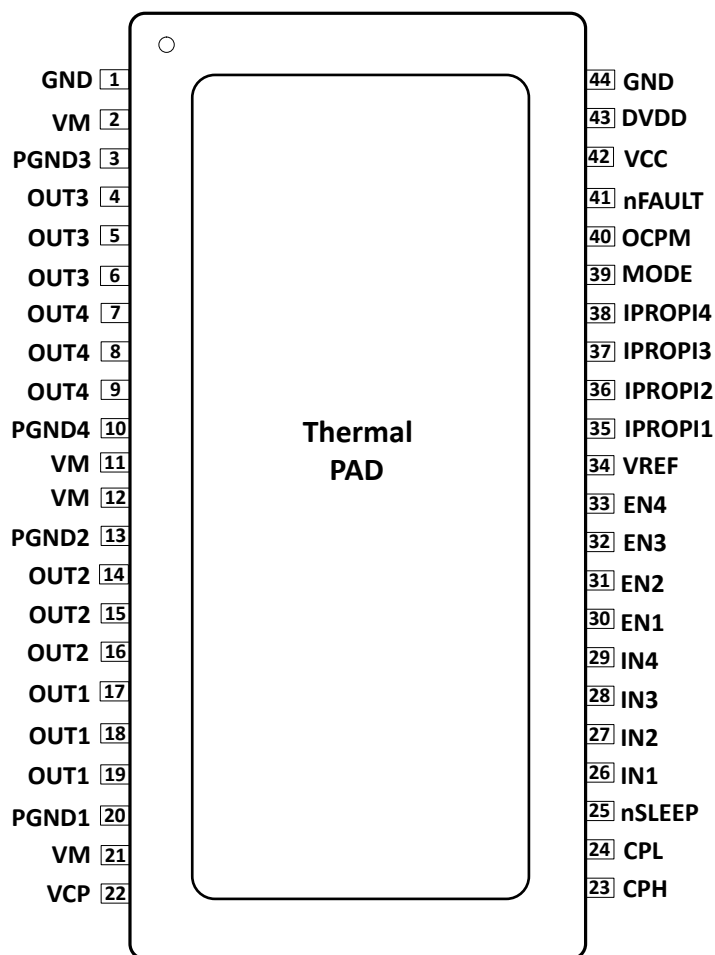 GND 1
VM 2
PGND3 3
OUT3 4
OUT3 5
OUT3 6
OUT4 7
OUT4 8
OUT4 9
PGND4 10
VM 11
VM 12
PGND2 13
OUT2 14
OUT2 15
OUT2 16
OUT1 17
OUT1 18
OUT1 19
PGND1 20
VM 21
VCP 22
Thermal
PAD
44 GND
43 DVDD
42 VCC
41 nFAULT
40 OCPM
39 MODE
38 IPROPI4
37 IPROPI3
36 IPROPI2
35 IPROPI1
34 VREF
33 EN4
32 EN3
31 EN2
30 EN1
29 IN4
28 IN3
27 IN2
26 IN1
25 nSLEEP
24 CPL
23 CPH